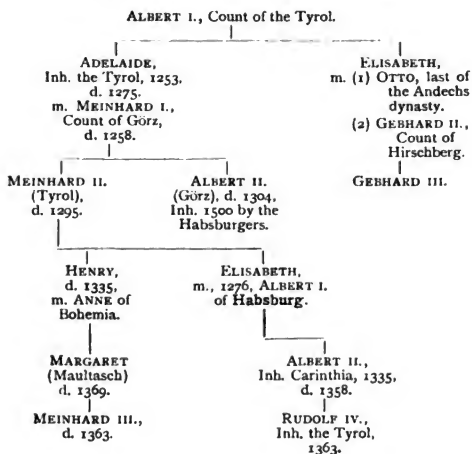 ALBERT I., Count of the Tyrol.
ADELAIDE,
Inh. the Tyrol, 1253,
d. 1275.
m. MEINHARD I.,
Count of Görz,
d. 1258.
ELISABETH,
m. (1) OTTO, last of
the Andechs
dynasty.
(2) GEBHARD II.,
Count of
Hirschberg.
MEINHARD II.
(Tyrol),
d. 1295.
ALBERT II.
(Görz), d. 1304,
Inh. 1500 by the
Habsburgers.
GEBHARD III.
HENRY,
d. 1335,
m. ANNE of
Bohemia.
ELISABETH,
m., 1276, ALBERT I.
of Habsburg.
MARGARET
(Maultasch)
d. 1369.
ALBERT II.,
Inh. Carinthia, 1335,
d. 1358.
MEINHARD III.,
d. 1363.
RUDOLF IV.,
Inh. the Tyrol,
1363.